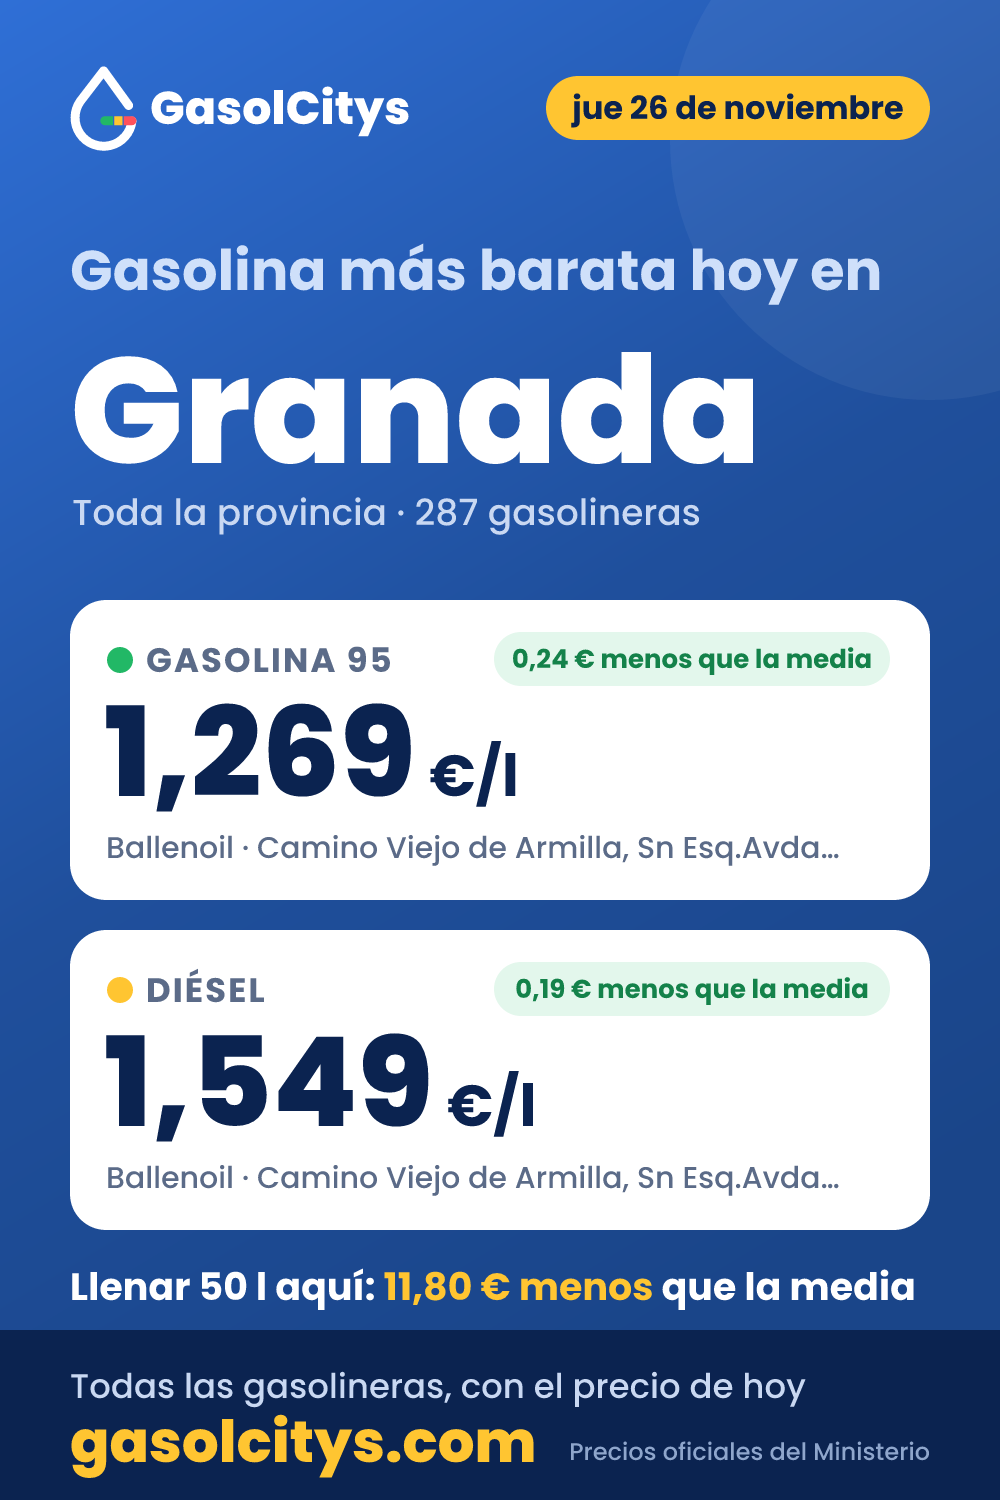 GasolCitys
jue 26 de noviembre
Gasolina más barata hoy en
Granada
Toda la provincia · 287 gasolineras
GASOLINA 95
0,24 € menos que la media
1,269 €/l
Ballenoil · Camino Viejo de Armilla, Sn Esq.Avda...
DIÉSEL
0,19 € menos que la media
1,549 €/l
Ballenoil · Camino Viejo de Armilla, Sn Esq.Avda...
Llenar 50 l aquí: 11,80 € menos que la media
Todas las gasolineras, con el precio de hoy
gasolcitys.com
Precios oficiales del Ministerio